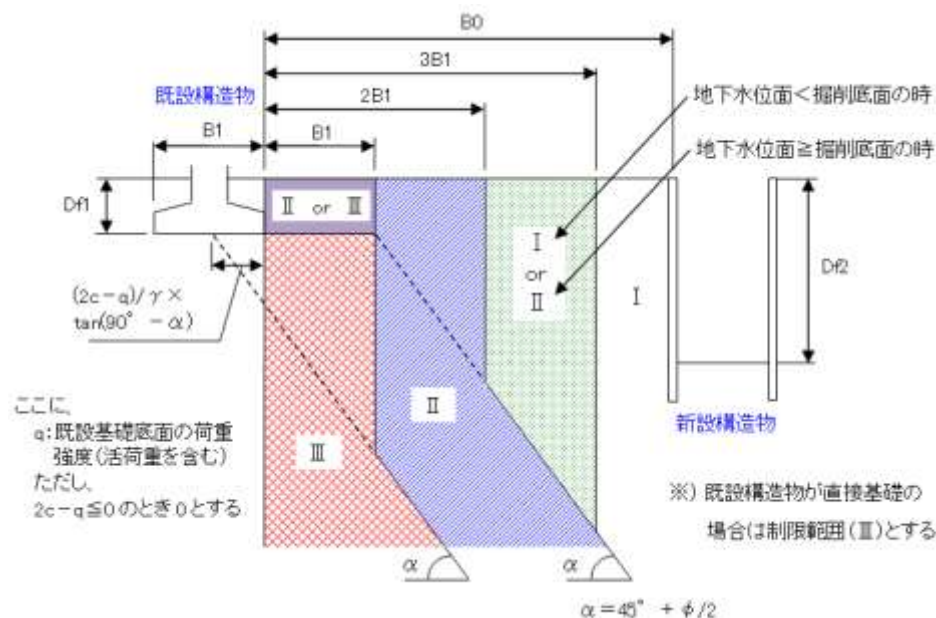 B0
3B1
既設構造物
2B1
地下水位面<掘削底面の時
B1
B1
地下水位面≧掘削底面の時
Df1
Ⅱ or Ⅲ
Ⅰ
or
Ⅱ
Ⅰ
Df2
(2c-q)/γ×
tan(90°-α)
Ⅱ
Ⅲ
新設構造物
ここに、
q:既設基礎底面の荷重
強度(活荷重を含む)
ただし、
2c-q≦0のとき0とする
※) 既設構造物が直接基礎の
場合は制限範囲(Ⅲ)とする
α
α
α=45°+φ/2